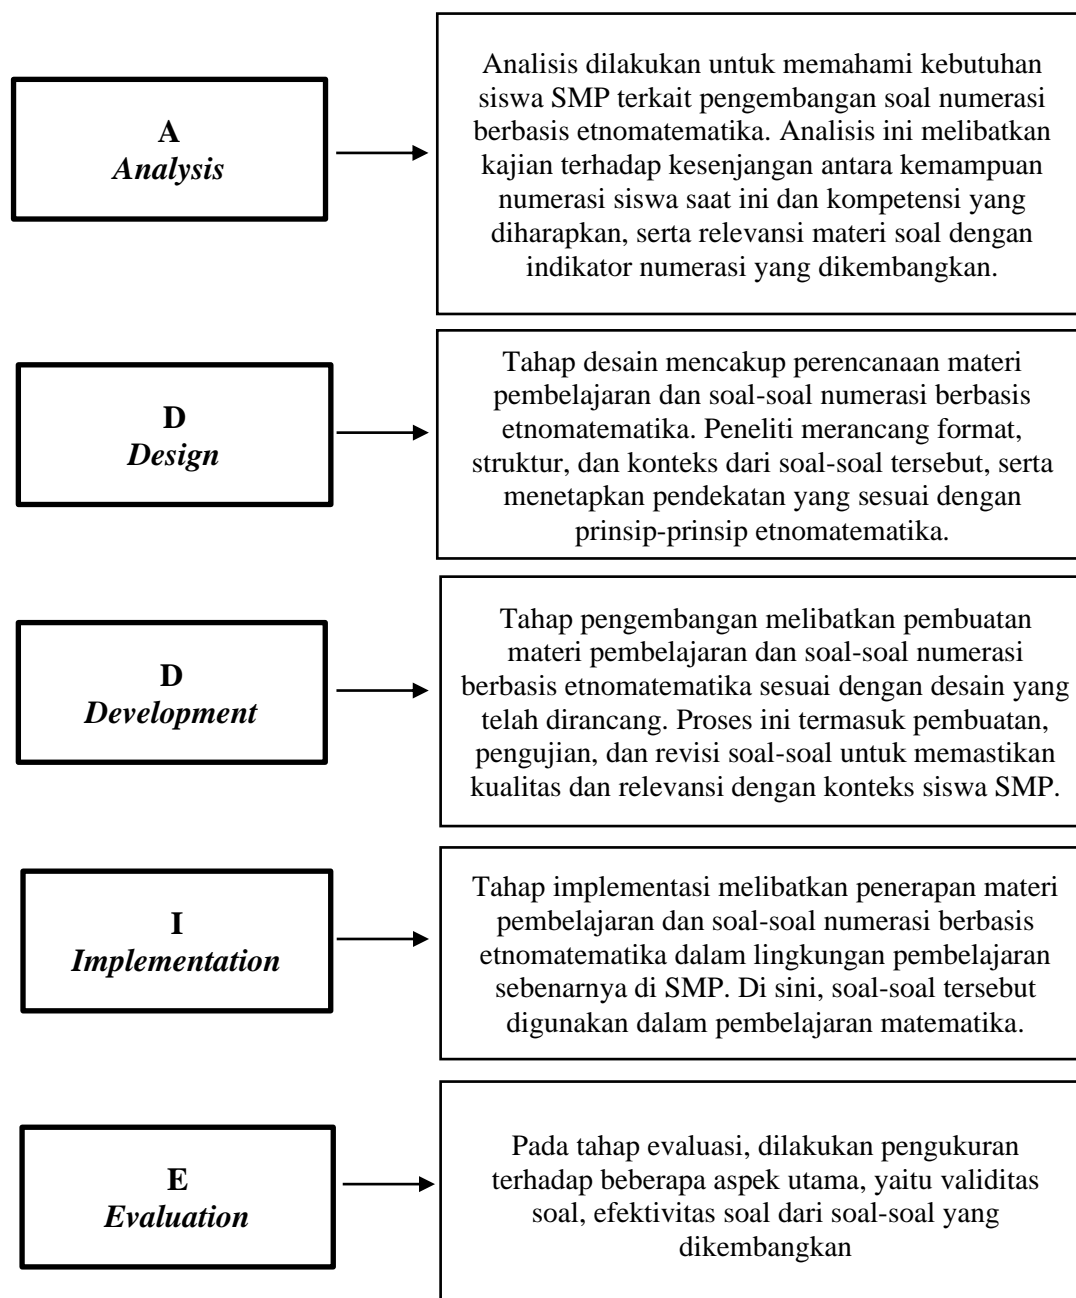 A
Analysis
Analisis dilakukan untuk memahami kebutuhan
siswa SMP terkait pengembangan soal numerasi
berbasis etnomatematika. Analisis ini melibatkan
kajian terhadap kesenjangan antara kemampuan
numerasi siswa saat ini dan kompetensi yang
diharapkan, serta relevansi materi soal dengan
indikator numerasi yang dikembangkan.
D
Design
Tahap desain mencakup perencanaan materi
pembelajaran dan soal-soal numerasi berbasis
etnomatematika. Peneliti merancang format,
struktur, dan konteks dari soal-soal tersebut, serta
menetapkan pendekatan yang sesuai dengan
prinsip-prinsip etnomatematika.
D
Development
Tahap pengembangan melibatkan pembuatan
materi pembelajaran dan soal-soal numerasi
berbasis etnomatematika sesuai dengan desain yang
telah dirancang. Proses ini termasuk pembuatan,
pengujian, dan revisi soal-soal untuk memastikan
kualitas dan relevansi dengan konteks siswa SMP.
I
Implementation
Tahap implementasi melibatkan penerapan materi
pembelajaran dan soal-soal numerasi berbasis
etnomatematika dalam lingkungan pembelajaran
sebenarnya di SMP. Di sini, soal-soal tersebut
digunakan dalam pembelajaran matematika.
E
Evaluation
Pada tahap evaluasi, dilakukan pengukuran
terhadap beberapa aspek utama, yaitu validitas
soal, efektivitas soal dari soal-soal yang
dikembangkan